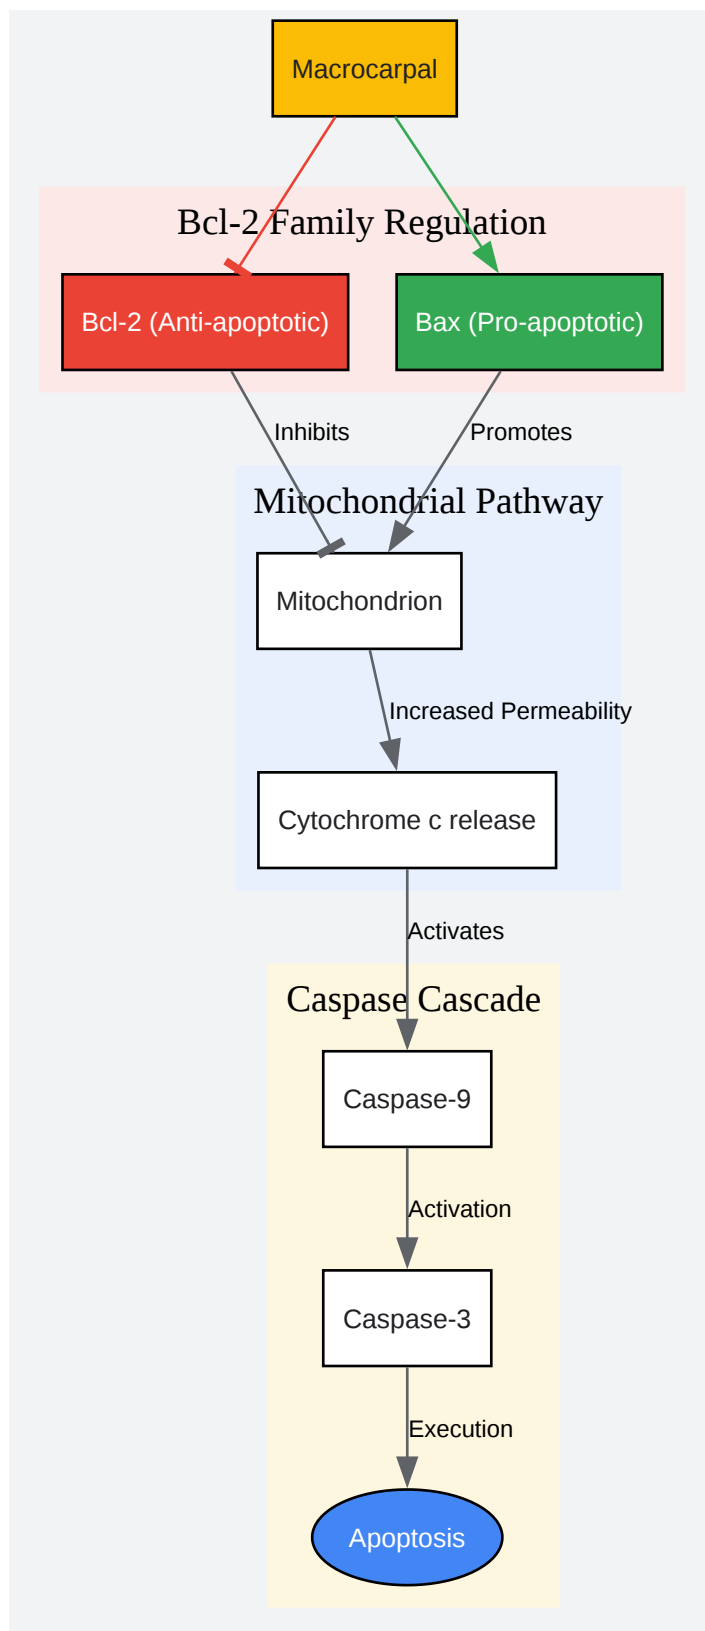 Macrocarpal
Bcl-2 Family Regulation
Bcl-2 (Anti-apoptotic)
Bax (Pro-apoptotic)
Inhibits
Promotes
Mitochondrial Pathway
Mitochondrion
Increased Permeability
Cytochrome c release
Activates
Caspase Cascade
Caspase-9
Activation
Caspase-3
Execution
Apoptosis